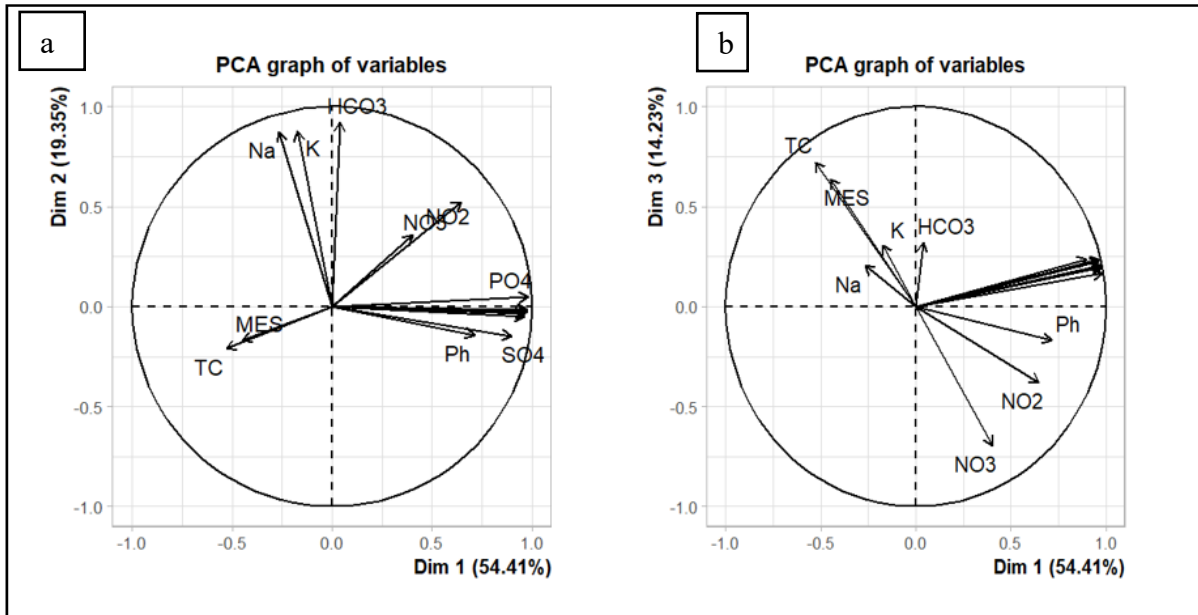 a
PCA graph of variables
Dim 2 (19.35%)
1.0
0.5
0.0
-0.5
-1.0
HCO3
Na
K
NO3
NO2
PO4
MES
TC
Ph
SO4
-1.0
-0.5
0.0
0.5
1.0
Dim 1 (54.41%)
b
PCA graph of variables
Dim 3 (14.23%)
1.0
0.5
0.0
-0.5
-1.0
TC
MES
K
HCO3
Na
Ph
NO2
NO3
-1.0
-0.5
0.0
0.5
1.0
Dim 1 (54.41%)